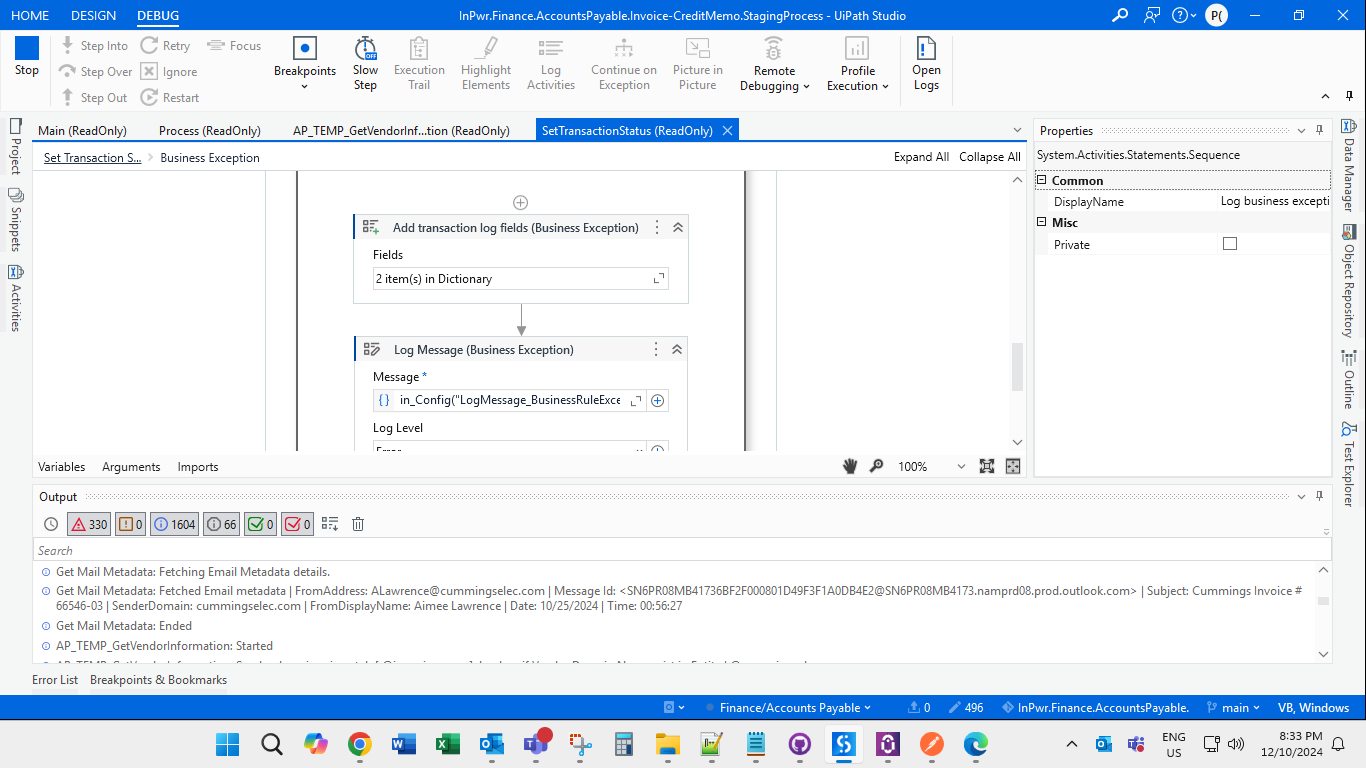 HOME DESIGN DEBUG InPwr.Finance.AccountsPayable.Invoice-CreditMemo.StagingProcess - UiPath Studio P(
Stop
Step Into Retry Focus
Step Over Ignore
Step Out Restart
Breakpoints
OFF
Slow Step
Execution Trail
Highlight Elements
Log Activities
Continue on Exception
Picture in Picture
Remote Debugging
Profile Execution
Open Logs
Main (ReadOnly) Process (ReadOnly) AP_TEMP_GetVendorInf...tion (ReadOnly) SetTransactionStatus (ReadOnly)
Set Transaction S... Business Exception Expand All Collapse All
Project
Snippets
Activities
Add transaction log fields (Business Exception)
Fields
2 item(s) in Dictionary
Log Message (Business Exception)
Message *
in_Config("LogMessage_BusinessRuleExce
Log Level
Error
Variables Arguments Imports 100%
Properties
System.Activities.Statements.Sequence
Common
DisplayName Log business excepti
Misc
Private
Data Manager
Object Repository
Outline
Test Explorer
Output
330 0 1604 66 0 0
Search
Get Mail Metadata: Fetching Email Metadata details.
Get Mail Metadata: Fetched Email metadata | FromAddress: ALawrence@cummingselec.com | Message Id: <SN6PR08MB41736BF2F000801D49F3F1A0DB4E2@SN6PR08MB4173.namprd08.prod.outlook.com> | Subject: Cummings Invoice #
66546-03 | SenderDomain: cummingselec.com | FromDisplayName: Aimee Lawrence | Date: 10/25/2024 | Time: 00:56:27
Get Mail Metadata: Ended
AP_TEMP_GetVendorInformation: Started
Error List Breakpoints & Bookmarks
Finance/Accounts Payable 0 496 InPwr.Finance.AccountsPayable. main VB, Windows
ENG
US
8:33 PM
12/10/2024